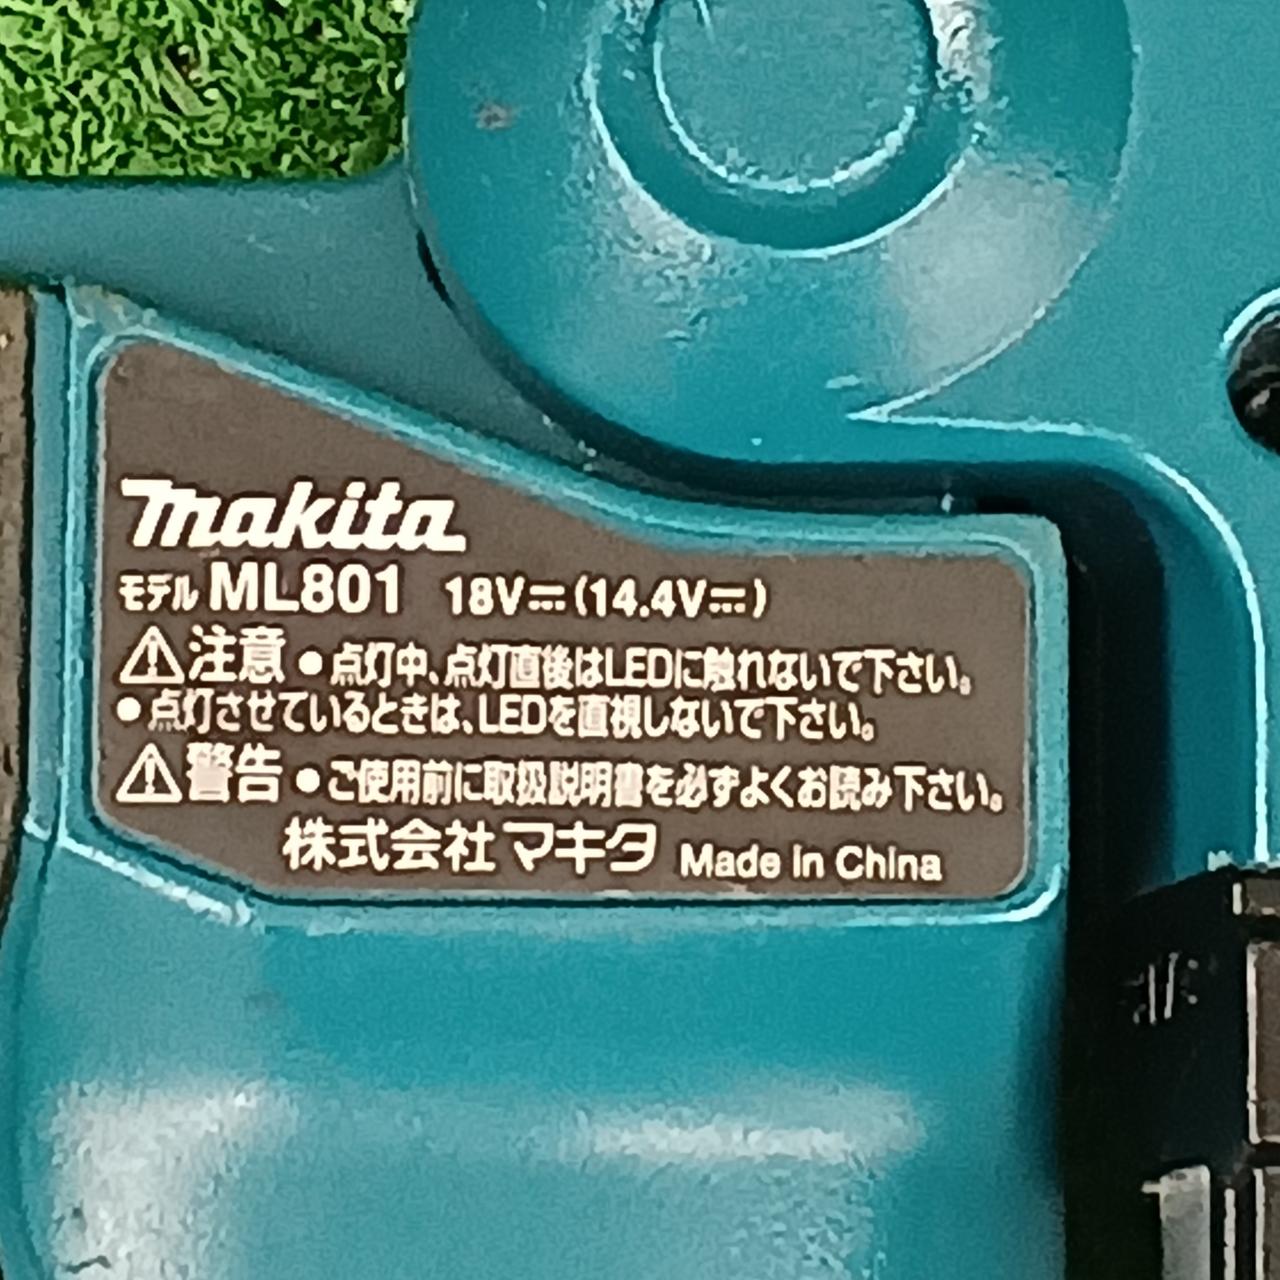 makita
モデル ML801 18V⎓(14.4V⎓)
⚠注意 ●点灯中、点灯直後はLEDに触れないで下さい。
●点灯させているときは、LEDを直視しないで下さい。
⚠警告 ●ご使用前に取扱説明書を必ずよくお読み下さい。
株式会社マキタ Made in China